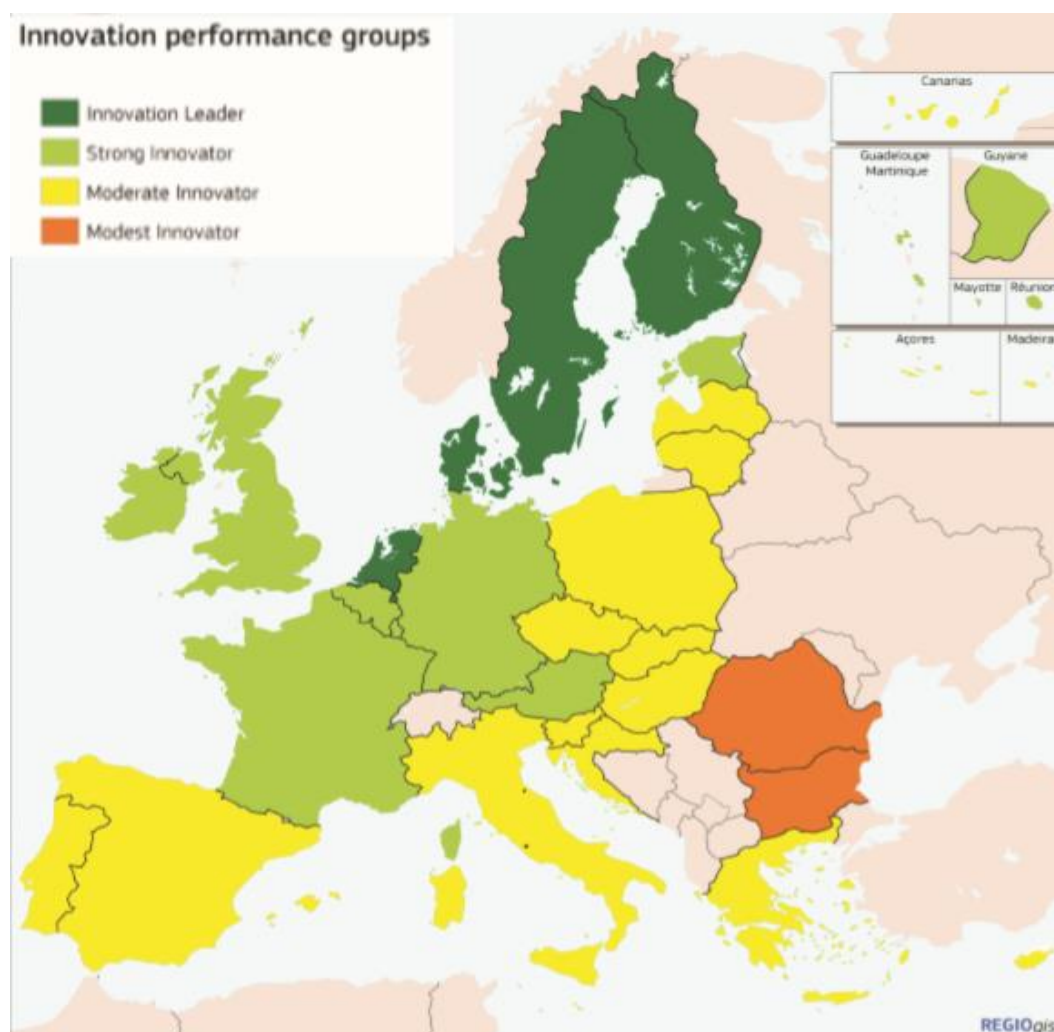 Innovation performance groups
Innovation Leader
Strong Innovator
Moderate Innovator
Modest Innovator
Canarias
Guadeloupe
Martinique
Guyane
Mayotte
Réunion
Açores
Madeira
REGIOgis